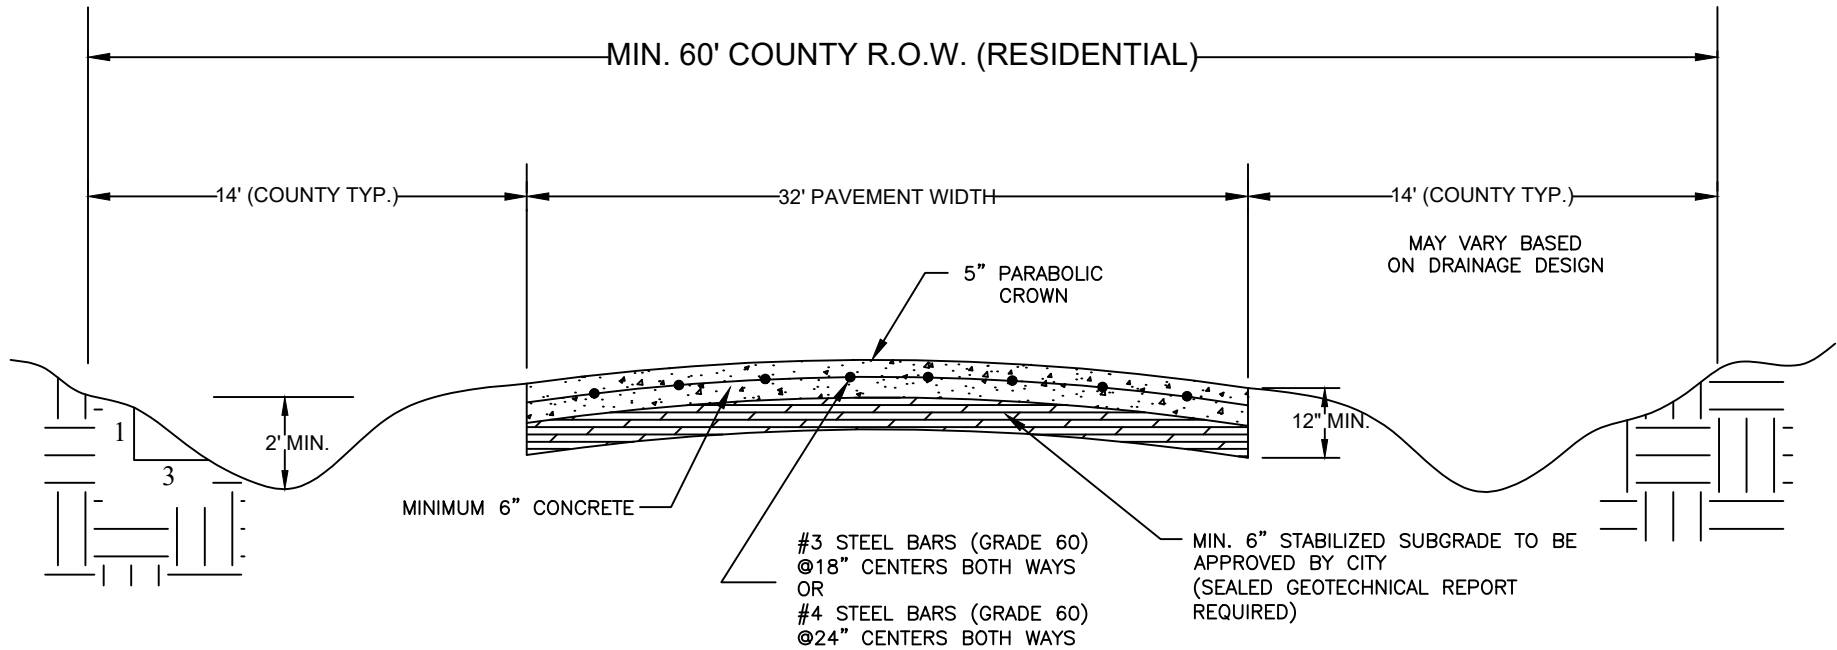 MIN. 60' COUNTY R.O.W. (RESIDENTIAL)
14' (COUNTY TYP.)
32' PAVEMENT WIDTH
14' (COUNTY TYP.)
MAY VARY BASED
ON DRAINAGE DESIGN
5” PARABOLIC
CROWN
1
3
2' MIN.
12" MIN.
MINIMUM 6” CONCRETE
#3 STEEL BARS (GRADE 60)
@18” CENTERS BOTH WAYS
OR
#4 STEEL BARS (GRADE 60)
@24” CENTERS BOTH WAYS
MIN. 6” STABILIZED SUBGRADE TO BE
APPROVED BY CITY
(SEALED GEOTECHNICAL REPORT
REQUIRED)